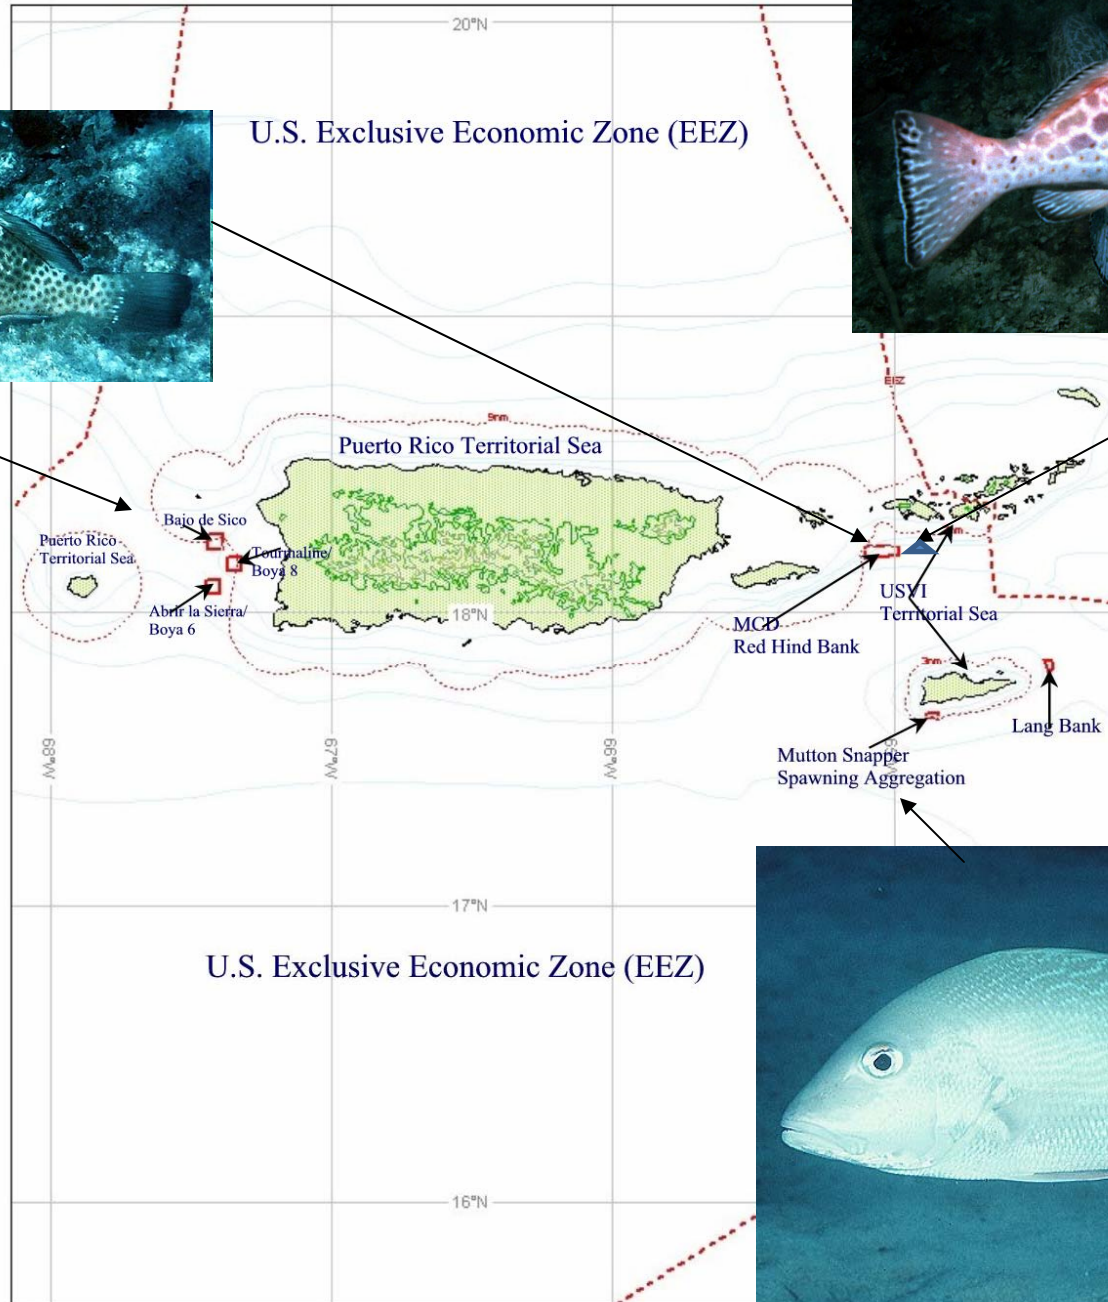 20°N
U.S. Exclusive Economic Zone (EEZ)
EEZ
9nm
Puerto Rico Territorial Sea
Bajo de Sico
Puerto Rico
Territorial Sea
Tourmaline/
Boya 8
Abrir la Sierra/
Boya 6
18°N
USVI
Territorial Sea
MCD
Red Hind Bank
3nm
Lang Bank
Mutton Snapper
Spawning Aggregation
68°W
67°W
66°W
17°N
U.S. Exclusive Economic Zone (EEZ)
16°N